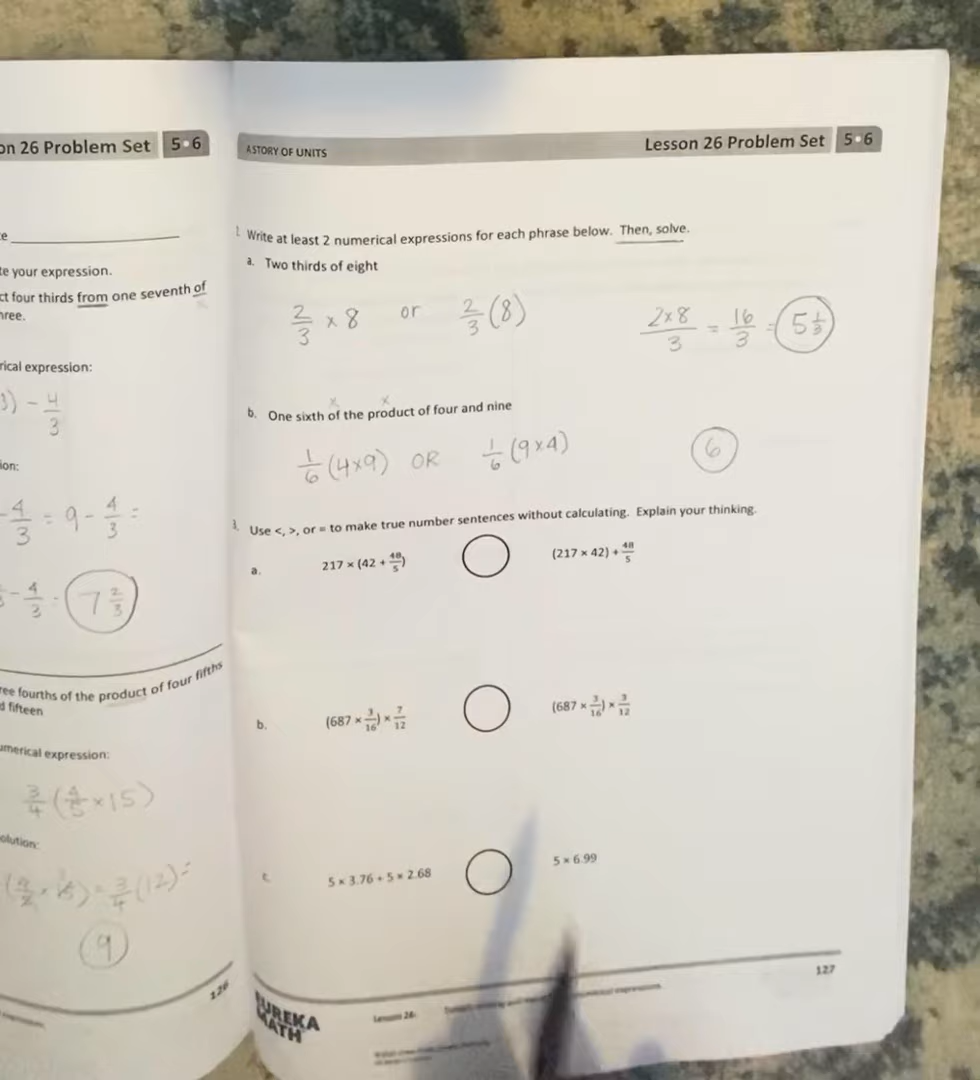 on 26 Problem Set 5•6
e
te your expression.
ct four thirds from one seventh of
hree.
rical expression:
3) - 4/3
ion:
- 4/3 = 9 - 4/3 =
- 4/3 = 7 2/3
ree fourths of the product of four fifths
d fifteen
umerical expression:
3/4 (4/5 × 15)
olution:
= 3/4 (12) =
9
126
A STORY OF UNITS
Lesson 26 Problem Set 5•6
Write at least 2 numerical expressions for each phrase below. Then, solve.
a. Two thirds of eight
2/3 × 8 or 2/3 (8) 2×8/3 = 16/3 = 5 1/3
b. One sixth of the product of four and nine
1/6 (4×9) OR 1/6 (9×4) 6
3. Use <, >, or = to make true number sentences without calculating. Explain your thinking.
a. 217 × (42 + 48/5) (217 × 42) + 48/5
b. (687 × 3/16) × 7/12 (687 × 3/16) × 3/12
c. 5 × 3.76 + 5 × 2.68 5 × 6.99
127
EUREKA
MATH
Lesson 26: